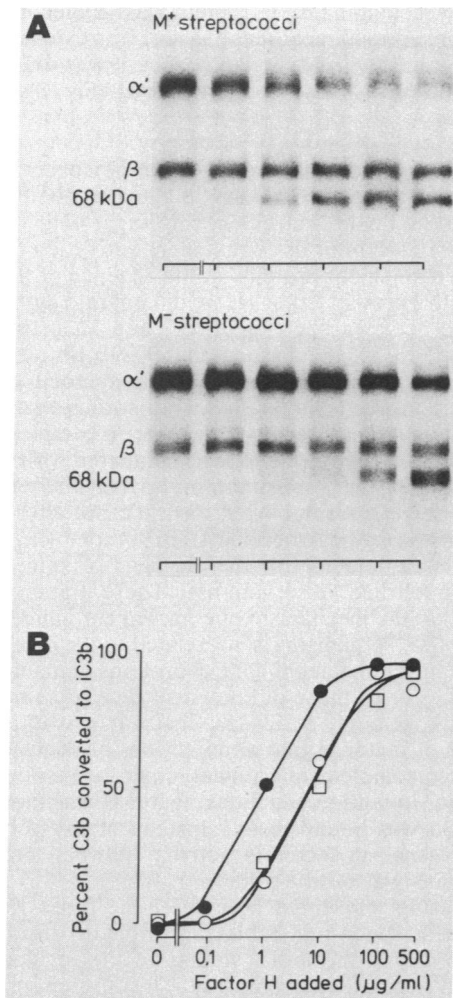 A
M+ streptococci
α'
β
68 kDa
M− streptococci
α'
β
68 kDa
B
Percent C3b converted to iC3b
100
50
0
0 0,1 1 10 100 500
Factor H added (μg/ml)